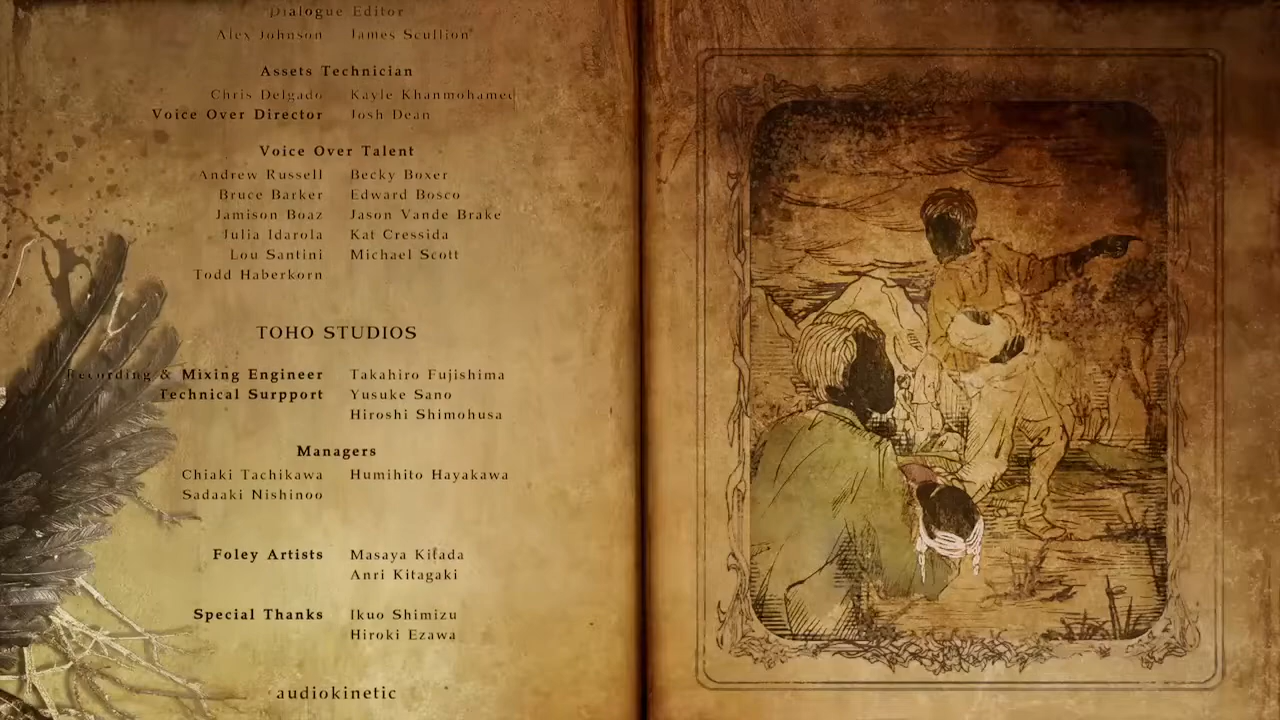 Dialogue Editor
Alex Johnson James Scullion
Assets Technician
Chris Delgado Kayle Khanmohamed
Voice Over Director Josh Dean
Voice Over Talent
Andrew Russell Becky Boxer
Bruce Barker Edward Bosco
Jamison Boaz Jason Vande Brake
Julia Idarola Kat Cressida
Lou Santini Michael Scott
Todd Haberkorn
TOHO STUDIOS
Recording & Mixing Engineer Takahiro Fujishima
Technical Surpport Yusuke Sano
Hiroshi Shimohusa
Managers
Chiaki Tachikawa Humihito Hayakawa
Sadaaki Nishinoo
Foley Artists Masaya Kitada
Anri Kitagaki
Special Thanks Ikuo Shimizu
Hiroki Ezawa
audiokinetic